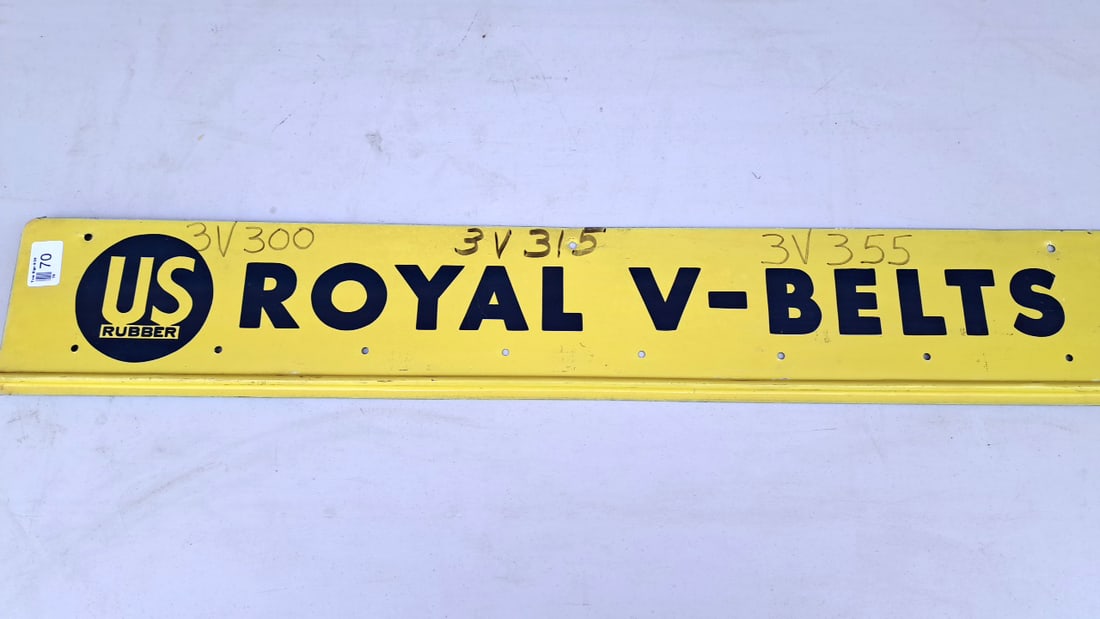 3V300 3V315 3V355
70
US
RUBBER
ROYAL V-BELTS